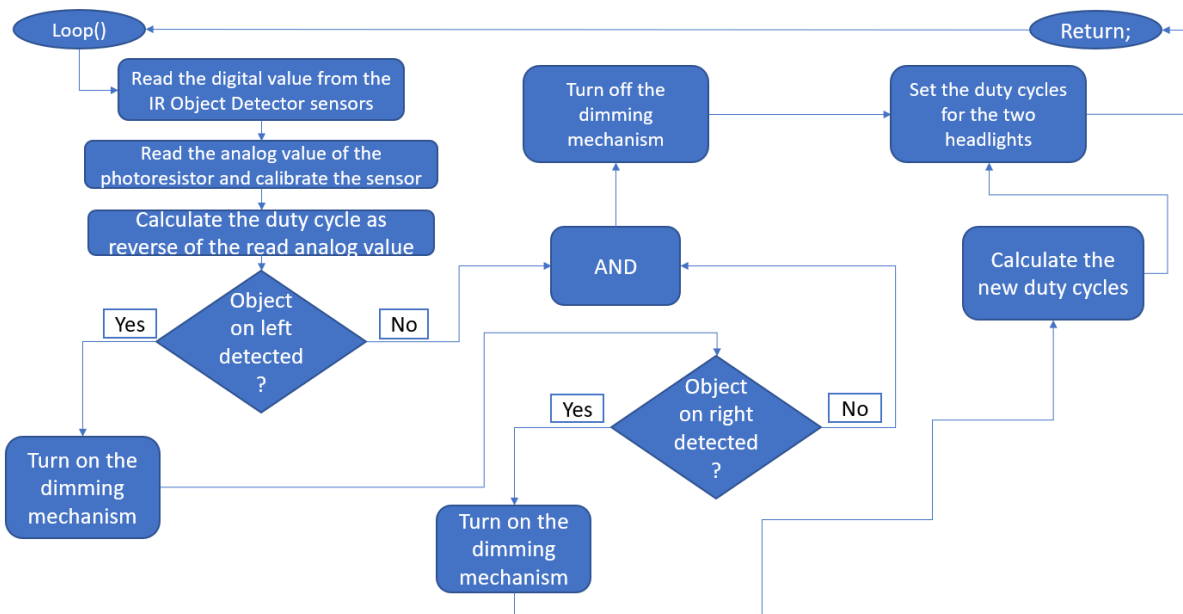 Loop()
Return;
Read the digital value from the
IR Object Detector sensors
Turn off the
dimming
mechanism
Set the duty cycles
for the two
headlights
Read the analog value of the
photoresistor and calibrate the sensor
Calculate the duty cycle as
reverse of the read analog value
AND
Calculate the
new duty cycles
Object
on left
detected
?
Yes
No
Object
on right
detected
?
Yes
No
Turn on the
dimming
mechanism
Turn on the
dimming
mechanism